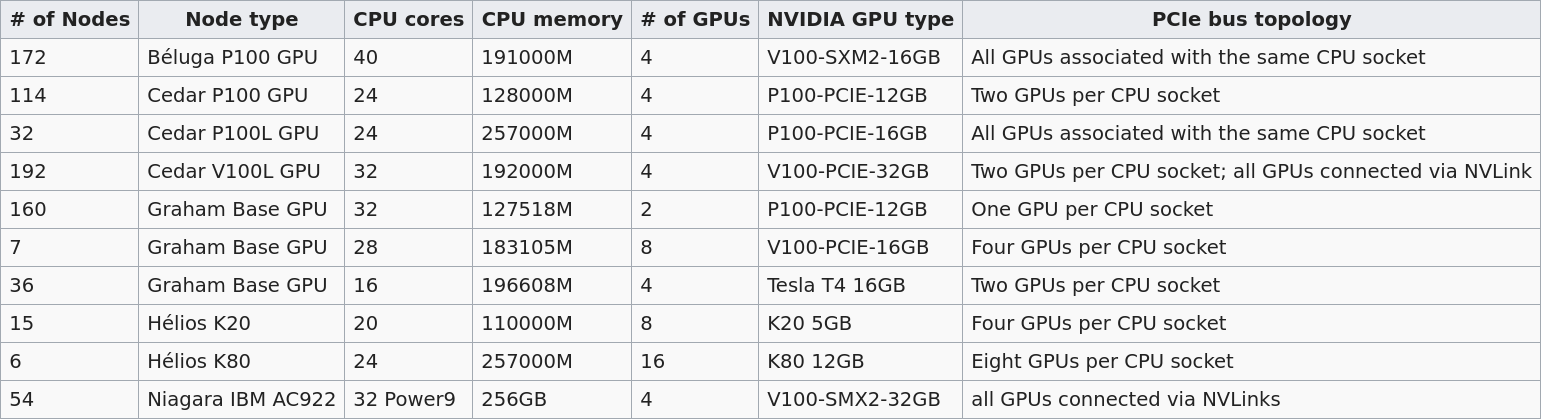 # of Nodes Node type CPU cores CPU memory # of GPUs NVIDIA GPU type PCIe bus topology
172 Béluga P100 GPU 40 191000M 4 V100-SXM2-16GB All GPUs associated with the same CPU socket
114 Cedar P100 GPU 24 128000M 4 P100-PCIE-12GB Two GPUs per CPU socket
32 Cedar P100L GPU 24 257000M 4 P100-PCIE-16GB All GPUs associated with the same CPU socket
192 Cedar V100L GPU 32 192000M 4 V100-PCIE-32GB Two GPUs per CPU socket; all GPUs connected via NVLink
160 Graham Base GPU 32 127518M 2 P100-PCIE-12GB One GPU per CPU socket
7 Graham Base GPU 28 183105M 8 V100-PCIE-16GB Four GPUs per CPU socket
36 Graham Base GPU 16 196608M 4 Tesla T4 16GB Two GPUs per CPU socket
15 Hélios K20 20 110000M 8 K20 5GB Four GPUs per CPU socket
6 Hélios K80 24 257000M 16 K80 12GB Eight GPUs per CPU socket
54 Niagara IBM AC922 32 Power9 256GB 4 V100-SMX2-32GB all GPUs connected via NVLinks